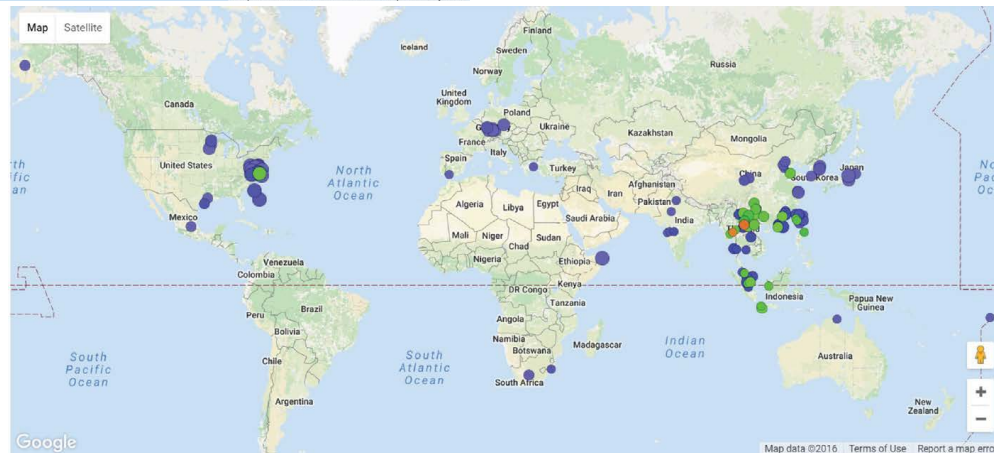 Map Satellite
Finland
Iceland
Sweden
Russia
Norway
Canada
United
Kingdom
Poland
Ukraine
Kazakhstan
Mongolia
France
Italy
Spain
Turkey
United States
North
Atlantic
Ocean
China
South Korea
Japan
Afghanistan
Iraq
Iran
Pakistan
Algeria
Libya
Egypt
Saudi Arabia
India
Mexico
Mali
Niger
Chad
Sudan
Nigeria
Ethiopia
Venezuela
Colombia
Kenya
DR Congo
Tanzania
Indonesia
Papua New
Guinea
Peru
Brazil
Angola
Bolivia
Namibia
Botswana
Madagascar
Indian
Ocean
Australia
South
Pacific
Ocean
Chile
South
Atlantic
Ocean
South Africa
Argentina
New
Zealand
Google
Map data ©2016 Terms of Use Report a map erro